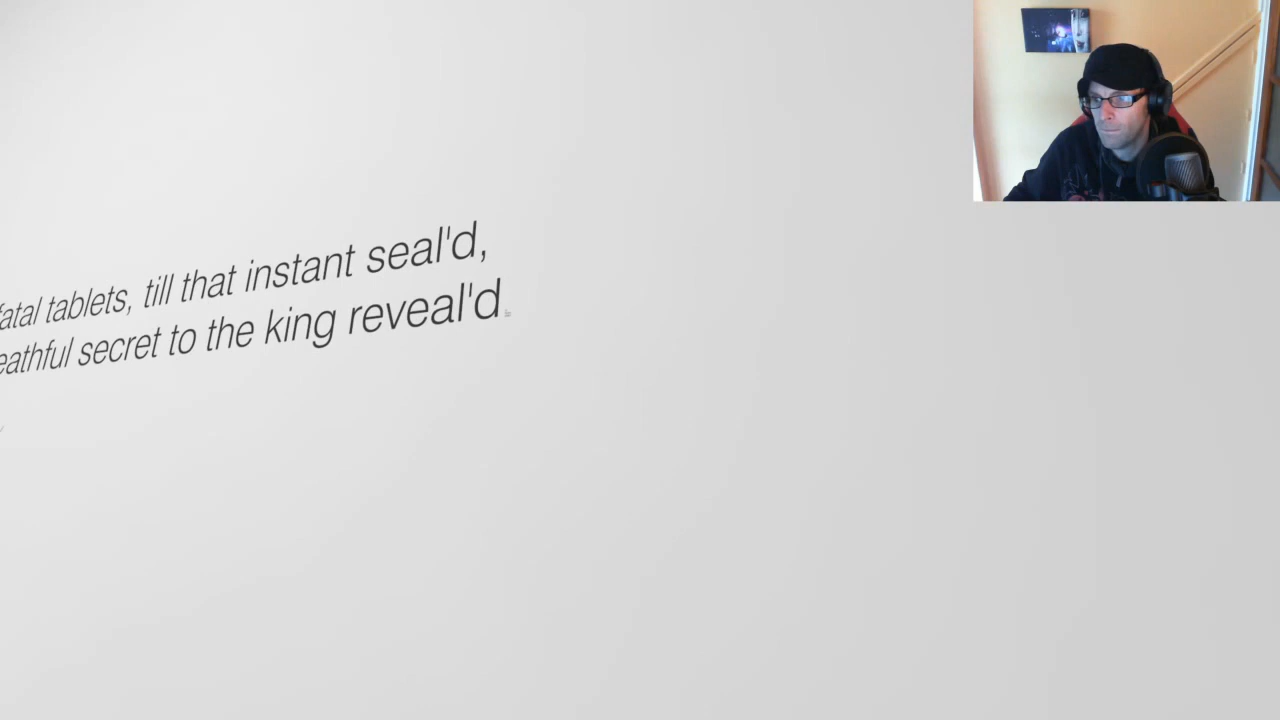 fatal tablets, till that instant seal'd,
eathful secret to the king reveal'd.